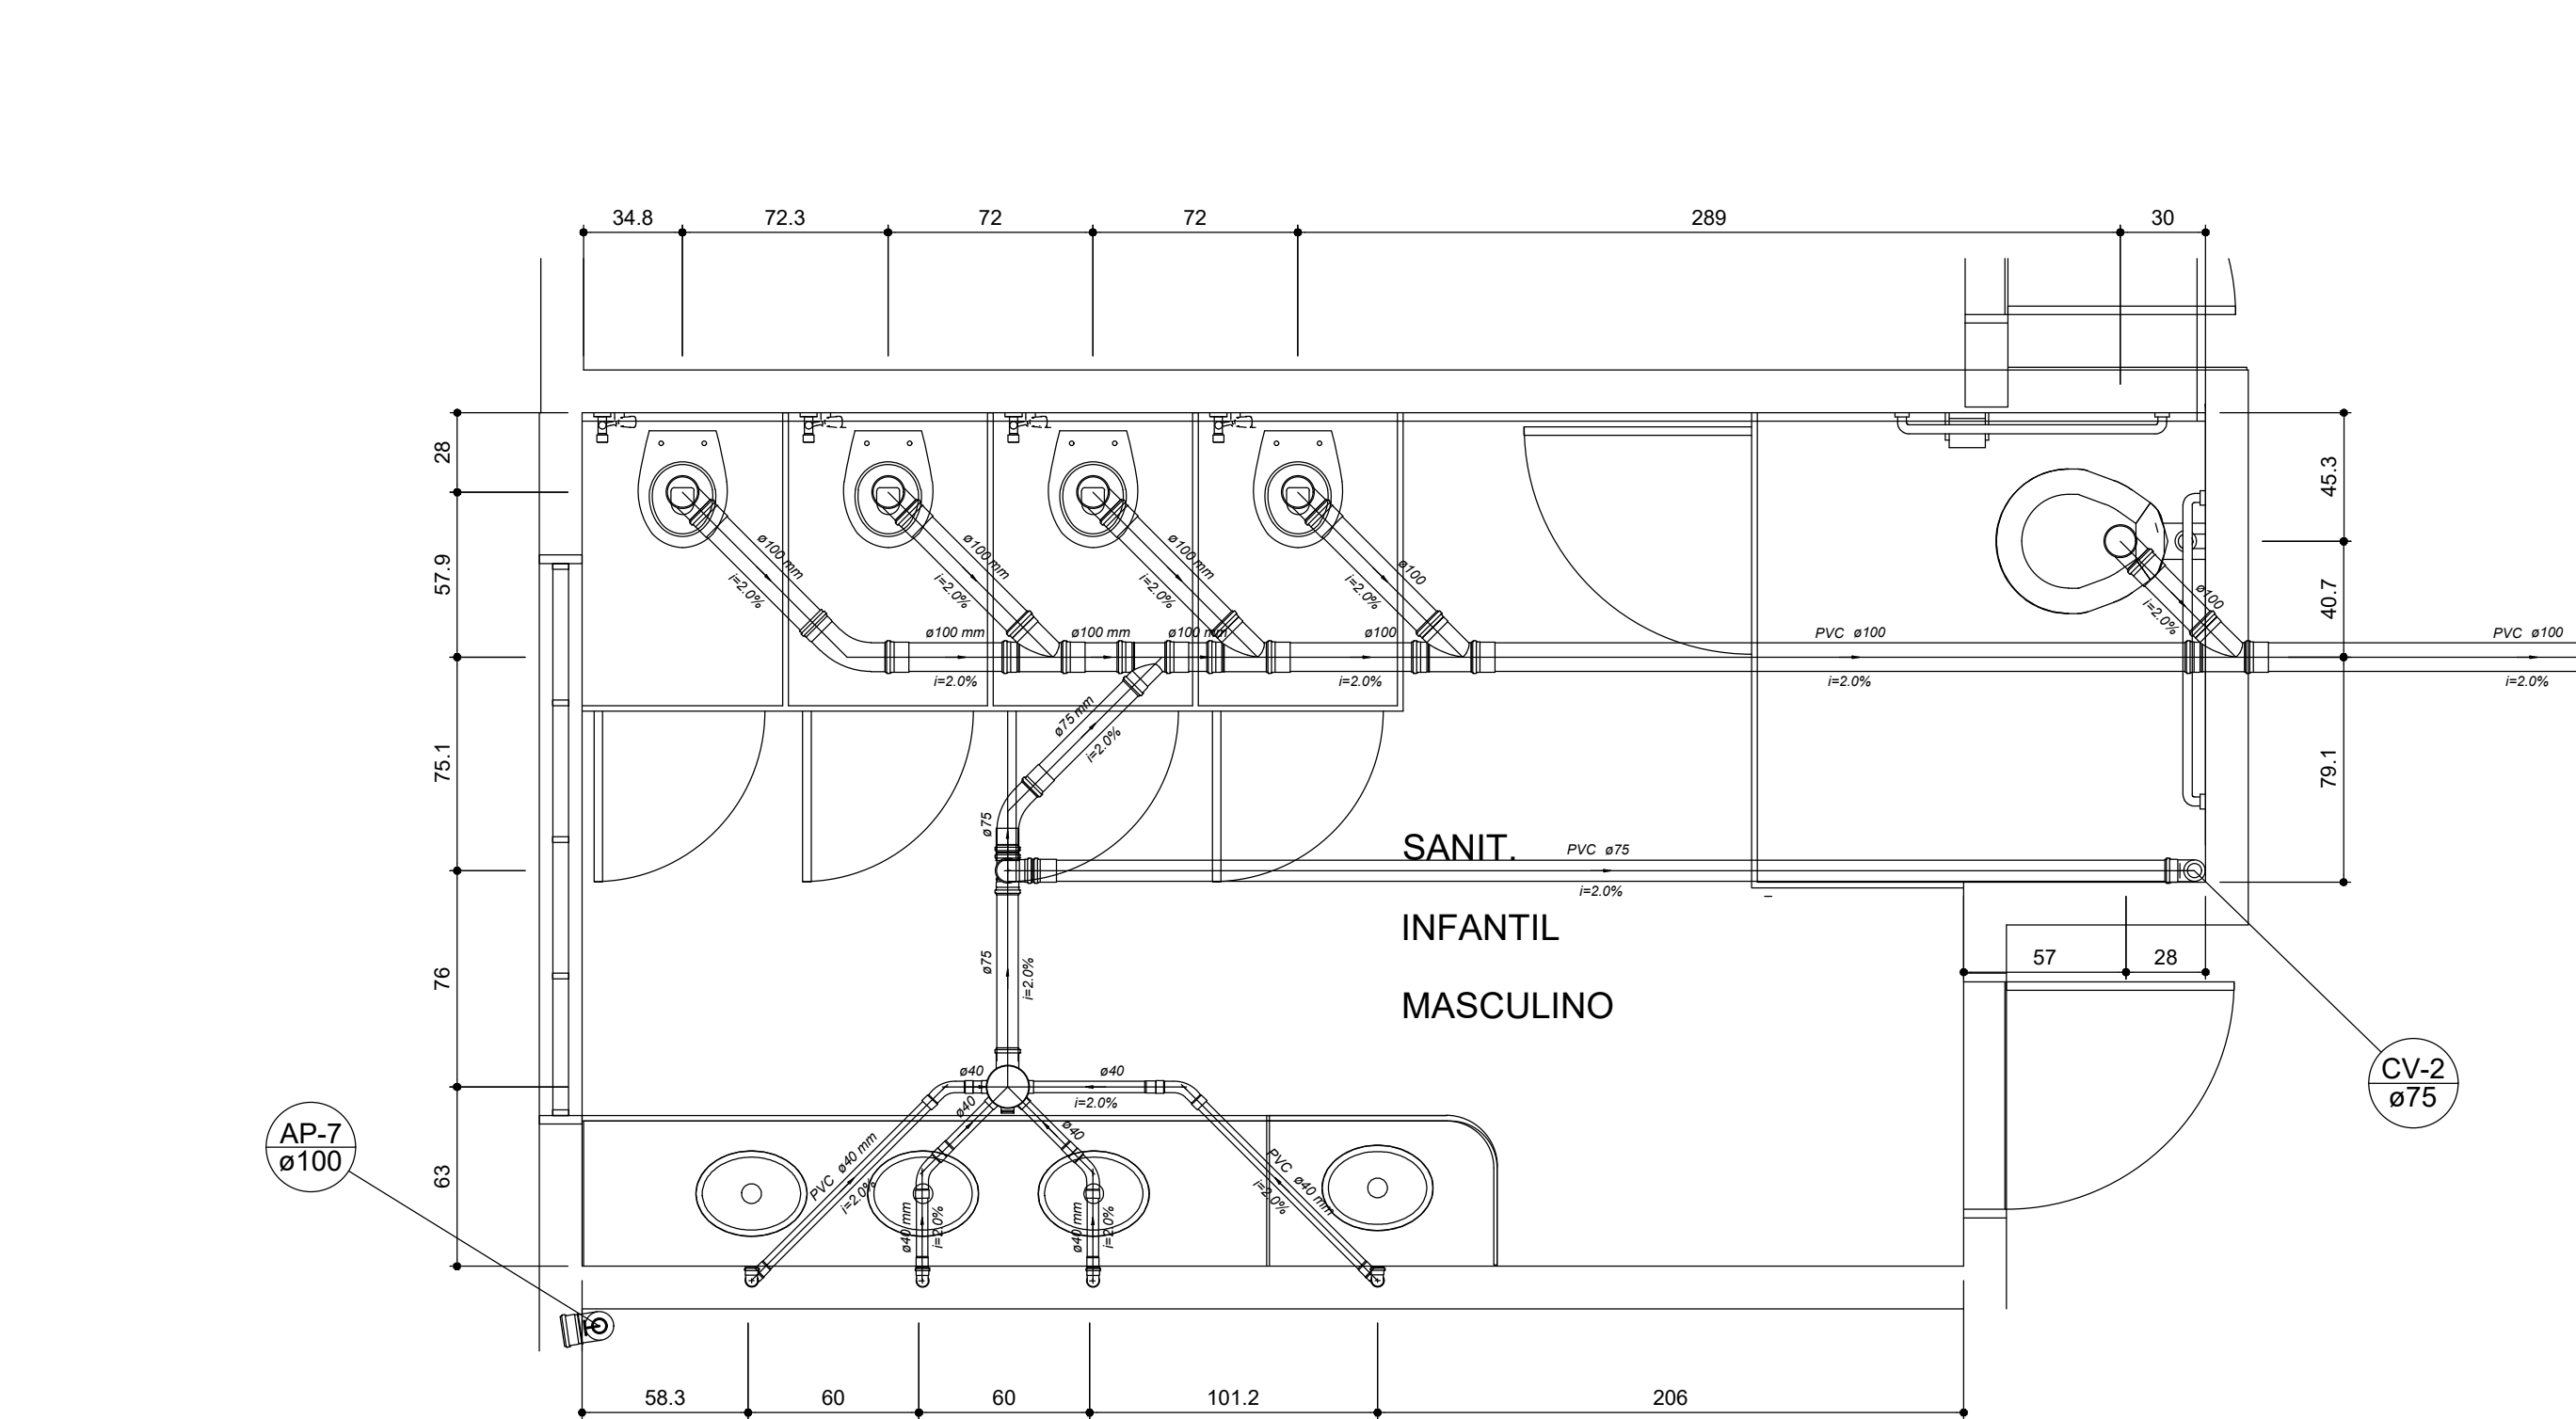 34.8 72.3 72 72 289 30
28
45.3
57.9
ø100 mm ø100 mm ø100 mm ø100 ø100
i=2.0% i=2.0% i=2.0% i=2.0% i=2.0%
40.7
ø100 mm ø100 mm ø100 mm ø100 PVC ø100 PVC ø100
i=2.0% i=2.0% i=2.0% i=2.0%
ø75 mm
i=2.0%
75.1
79.1
ø75
SANIT.
PVC ø75
i=2.0%
INFANTIL
MASCULINO
57 28
76
ø75
i=2.0%
CV-2
ø75
ø40 ø40
i=2.0%
ø40 ø40
AP-7
ø100
63
PVC ø40 mm
i=2.0%
PVC ø40 mm
i=2.0%
ø40 mm
i=2.0%
ø40 mm
i=2.0%
58.3 60 60 101.2 206